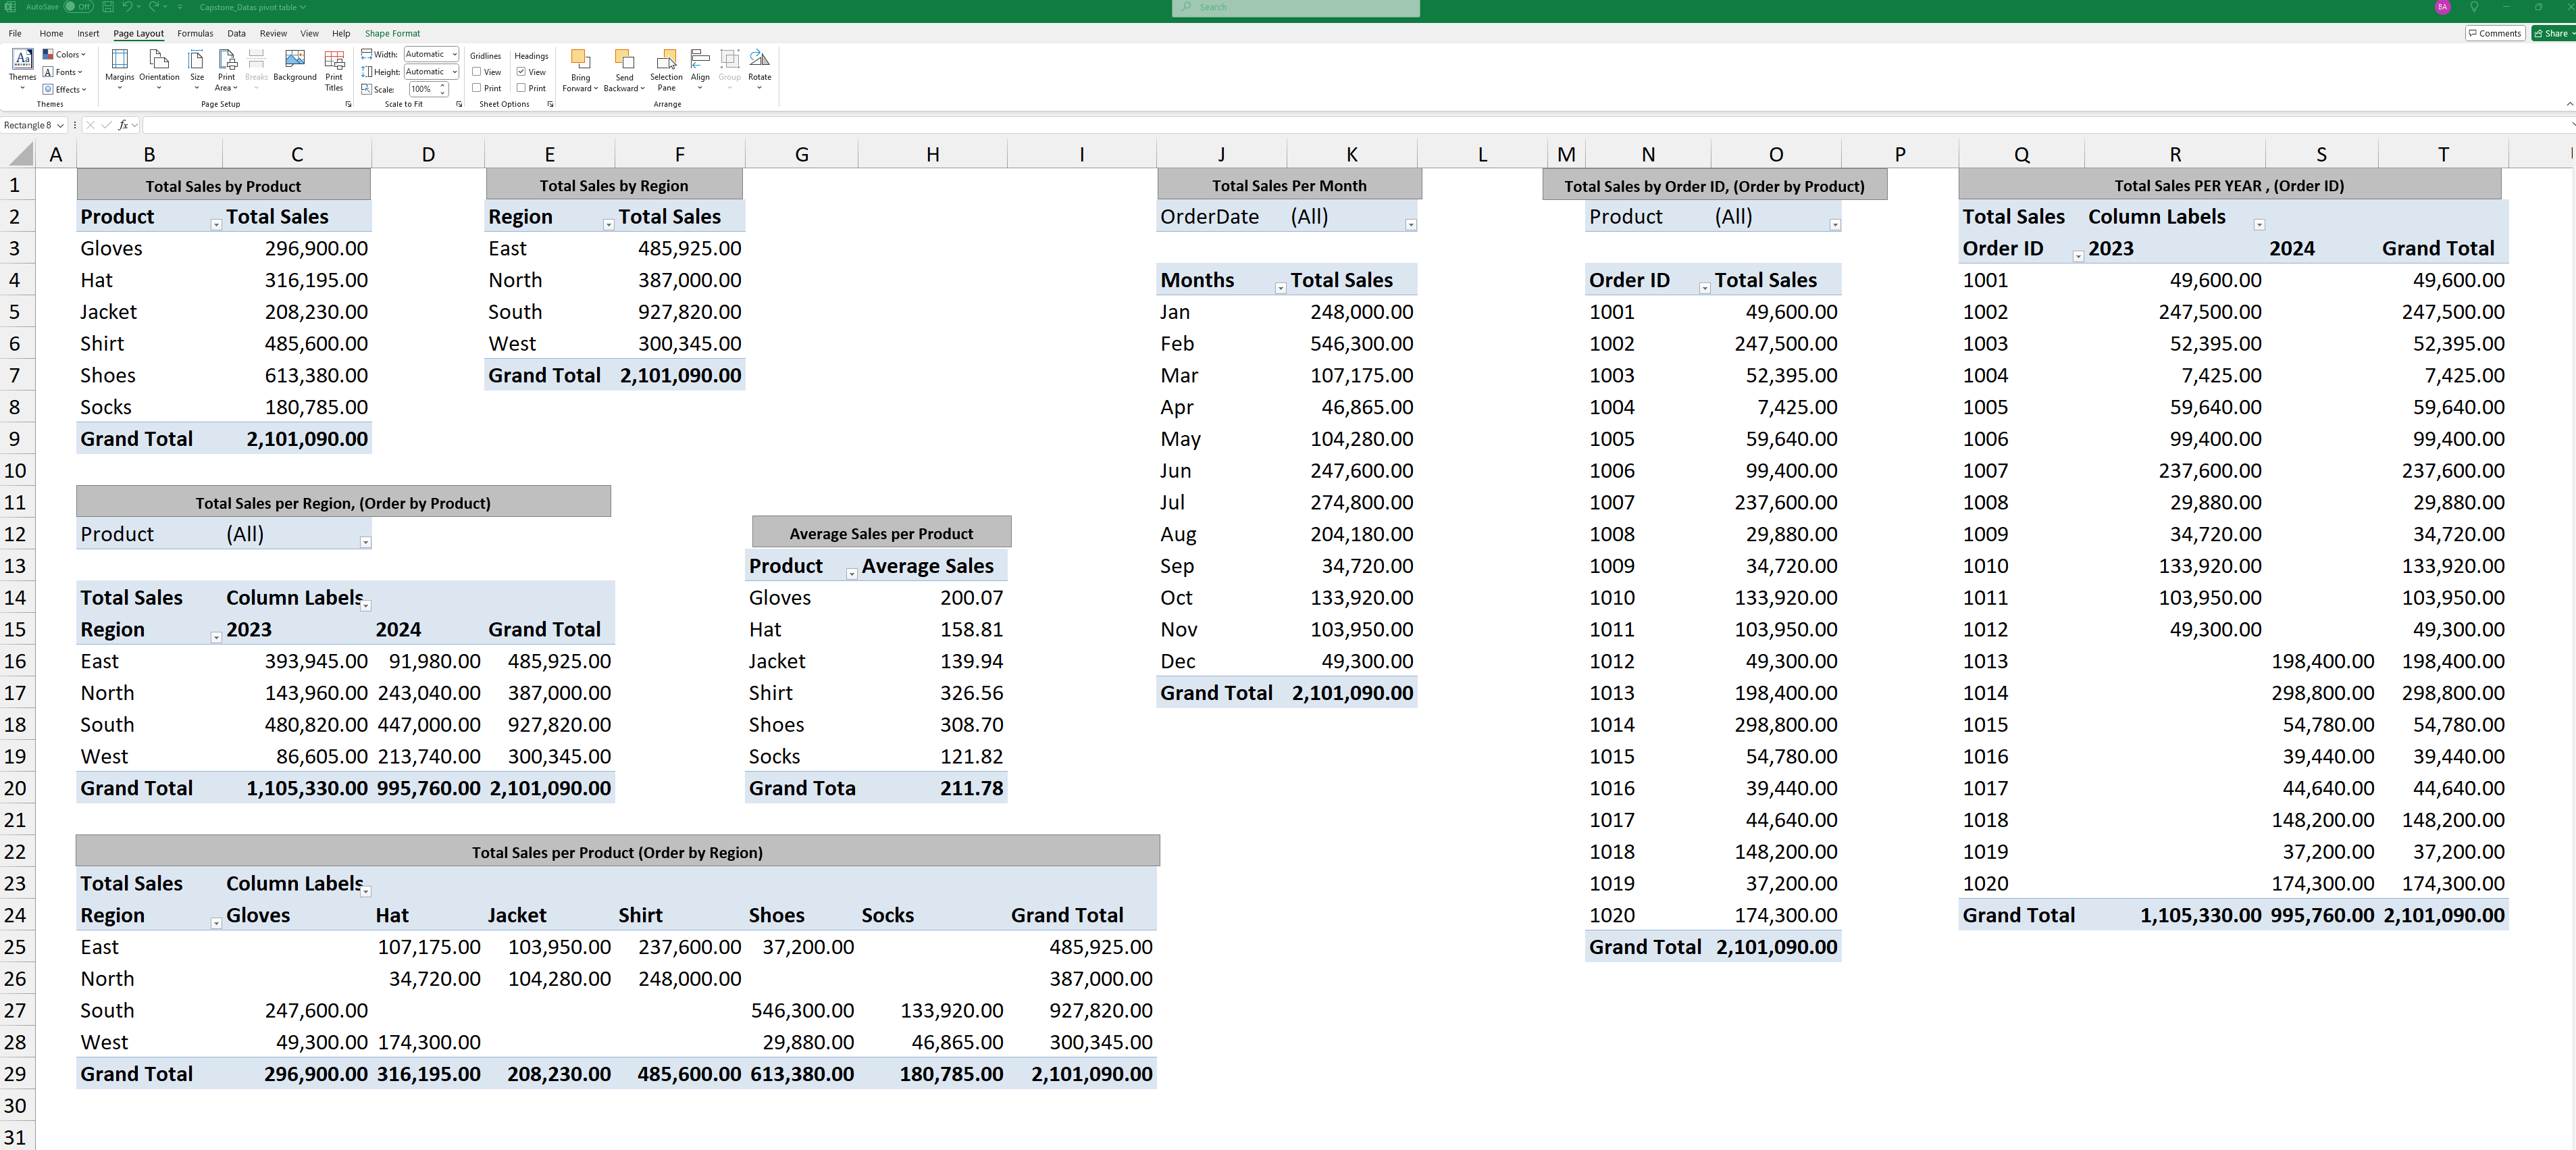 AutoSave Off Capstone_Datas pivot table Search BA
File Home Insert Page Layout Formulas Data Review View Help Shape Format Comments Share
Themes Colors Fonts Effects Themes
Margins Orientation Size Print Area Breaks Background Print Titles Page Setup
Width: Automatic Height: Automatic Scale: 100% Scale to Fit
Gridlines View Print Headings View Print Sheet Options
Bring Forward Send Backward Selection Pane Align Group Rotate Arrange
Rectangle 8 fx
A B C D E F G H I J K L M N O P Q R S T
Total Sales by Product
Product Total Sales
Gloves 296,900.00
Hat 316,195.00
Jacket 208,230.00
Shirt 485,600.00
Shoes 613,380.00
Socks 180,785.00
Grand Total 2,101,090.00
Total Sales by Region
Region Total Sales
East 485,925.00
North 387,000.00
South 927,820.00
West 300,345.00
Grand Total 2,101,090.00
Total Sales per Region, (Order by Product)
Product (All)
Total Sales Column Labels
Region 2023 2024 Grand Total
East 393,945.00 91,980.00 485,925.00
North 143,960.00 243,040.00 387,000.00
South 480,820.00 447,000.00 927,820.00
West 86,605.00 213,740.00 300,345.00
Grand Total 1,105,330.00 995,760.00 2,101,090.00
Average Sales per Product
Product Average Sales
Gloves 200.07
Hat 158.81
Jacket 139.94
Shirt 326.56
Shoes 308.70
Socks 121.82
Grand Tota 211.78
Total Sales per Product (Order by Region)
Total Sales Column Labels
Region Gloves Hat Jacket Shirt Shoes Socks Grand Total
East 107,175.00 103,950.00 237,600.00 37,200.00 485,925.00
North 34,720.00 104,280.00 248,000.00 387,000.00
South 247,600.00 546,300.00 133,920.00 927,820.00
West 49,300.00 174,300.00 29,880.00 46,865.00 300,345.00
Grand Total 296,900.00 316,195.00 208,230.00 485,600.00 613,380.00 180,785.00 2,101,090.00
Total Sales Per Month
OrderDate (All)
Months Total Sales
Jan 248,000.00
Feb 546,300.00
Mar 107,175.00
Apr 46,865.00
May 104,280.00
Jun 247,600.00
Jul 274,800.00
Aug 204,180.00
Sep 34,720.00
Oct 133,920.00
Nov 103,950.00
Dec 49,300.00
Grand Total 2,101,090.00
Total Sales by Order ID, (Order by Product)
Product (All)
Order ID Total Sales
1001 49,600.00
1002 247,500.00
1003 52,395.00
1004 7,425.00
1005 59,640.00
1006 99,400.00
1007 237,600.00
1008 29,880.00
1009 34,720.00
1010 133,920.00
1011 103,950.00
1012 49,300.00
1013 198,400.00
1014 298,800.00
1015 54,780.00
1016 39,440.00
1017 44,640.00
1018 148,200.00
1019 37,200.00
1020 174,300.00
Grand Total 2,101,090.00
Total Sales PER YEAR , (Order ID)
Total Sales Column Labels
Order ID 2023 2024 Grand Total
1001 49,600.00 49,600.00
1002 247,500.00 247,500.00
1003 52,395.00 52,395.00
1004 7,425.00 7,425.00
1005 59,640.00 59,640.00
1006 99,400.00 99,400.00
1007 237,600.00 237,600.00
1008 29,880.00 29,880.00
1009 34,720.00 34,720.00
1010 133,920.00 133,920.00
1011 103,950.00 103,950.00
1012 49,300.00 49,300.00
1013 198,400.00 198,400.00
1014 298,800.00 298,800.00
1015 54,780.00 54,780.00
1016 39,440.00 39,440.00
1017 44,640.00 44,640.00
1018 148,200.00 148,200.00
1019 37,200.00 37,200.00
1020 174,300.00 174,300.00
Grand Total 1,105,330.00 995,760.00 2,101,090.00
1
2
3
4
5
6
7
8
9
10
11
12
13
14
15
16
17
18
19
20
21
22
23
24
25
26
27
28
29
30
31